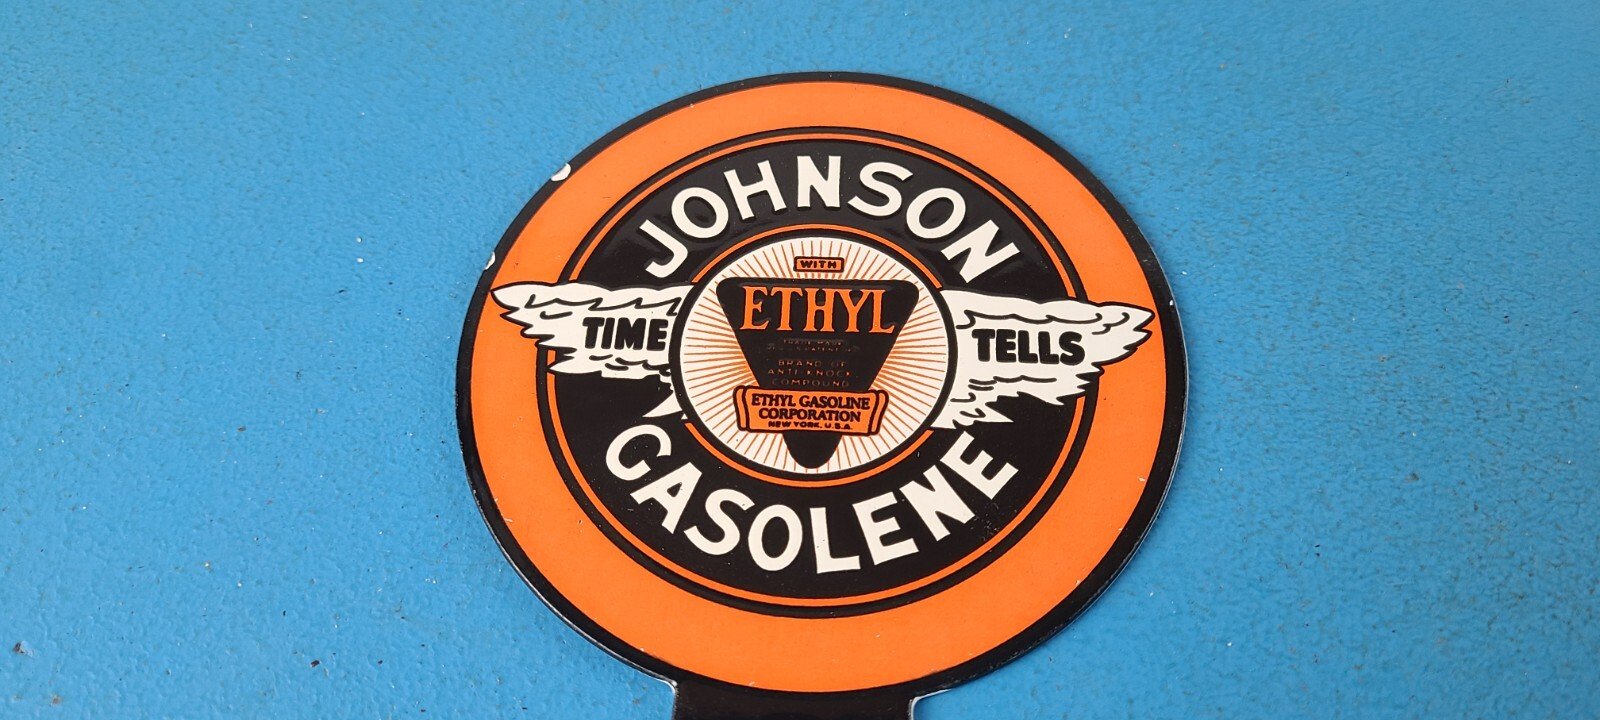 JOHNSON
WITH
ETHYL
TIME
TELLS
BRAND OF
ANTI KNOCK
COMPOUND
ETHYL GASOLINE
CORPORATION
NEW YORK, U.S.A.
GASOLENE